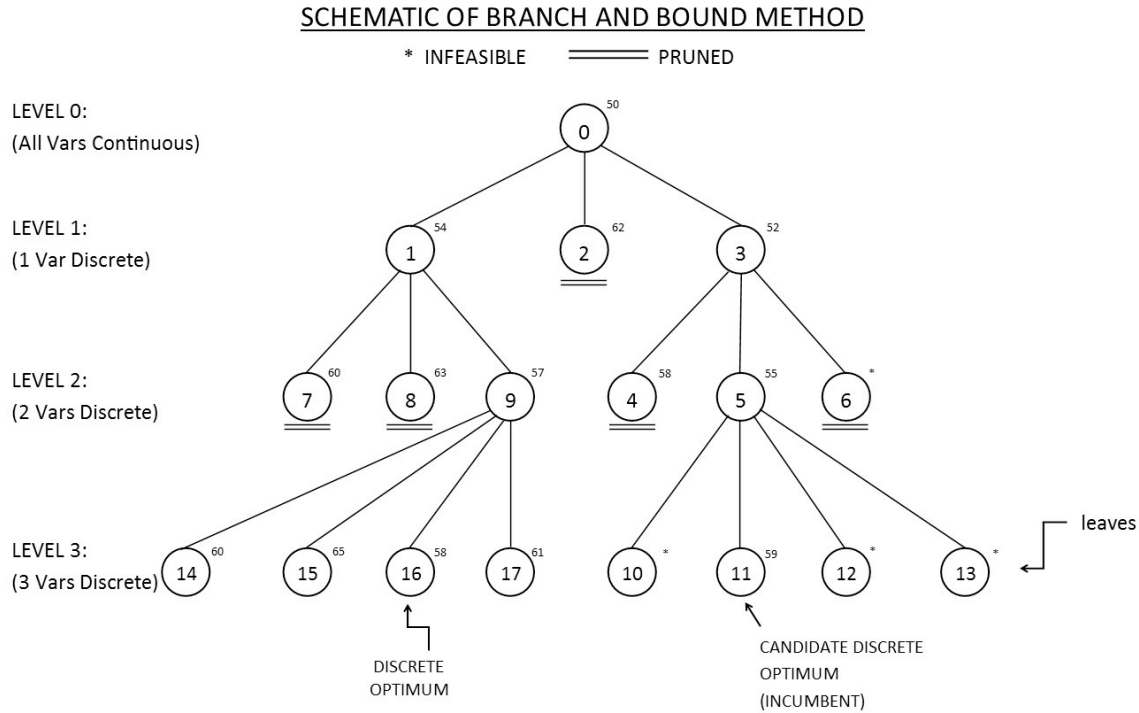 SCHEMATIC OF BRANCH AND BOUND METHOD
* INFEASIBLE PRUNED
LEVEL 0:
(All Vars Continuous)
0 50
LEVEL 1:
(1 Var Discrete)
1 54 2 62 3 52
LEVEL 2:
(2 Vars Discrete)
7 60 8 63 9 57 4 58 5 55 6 *
LEVEL 3:
(3 Vars Discrete)
14 60 15 65 16 58 17 61 10 * 11 59 12 * 13 *
leaves
DISCRETE
OPTIMUM
CANDIDATE DISCRETE
OPTIMUM
(INCUMBENT)